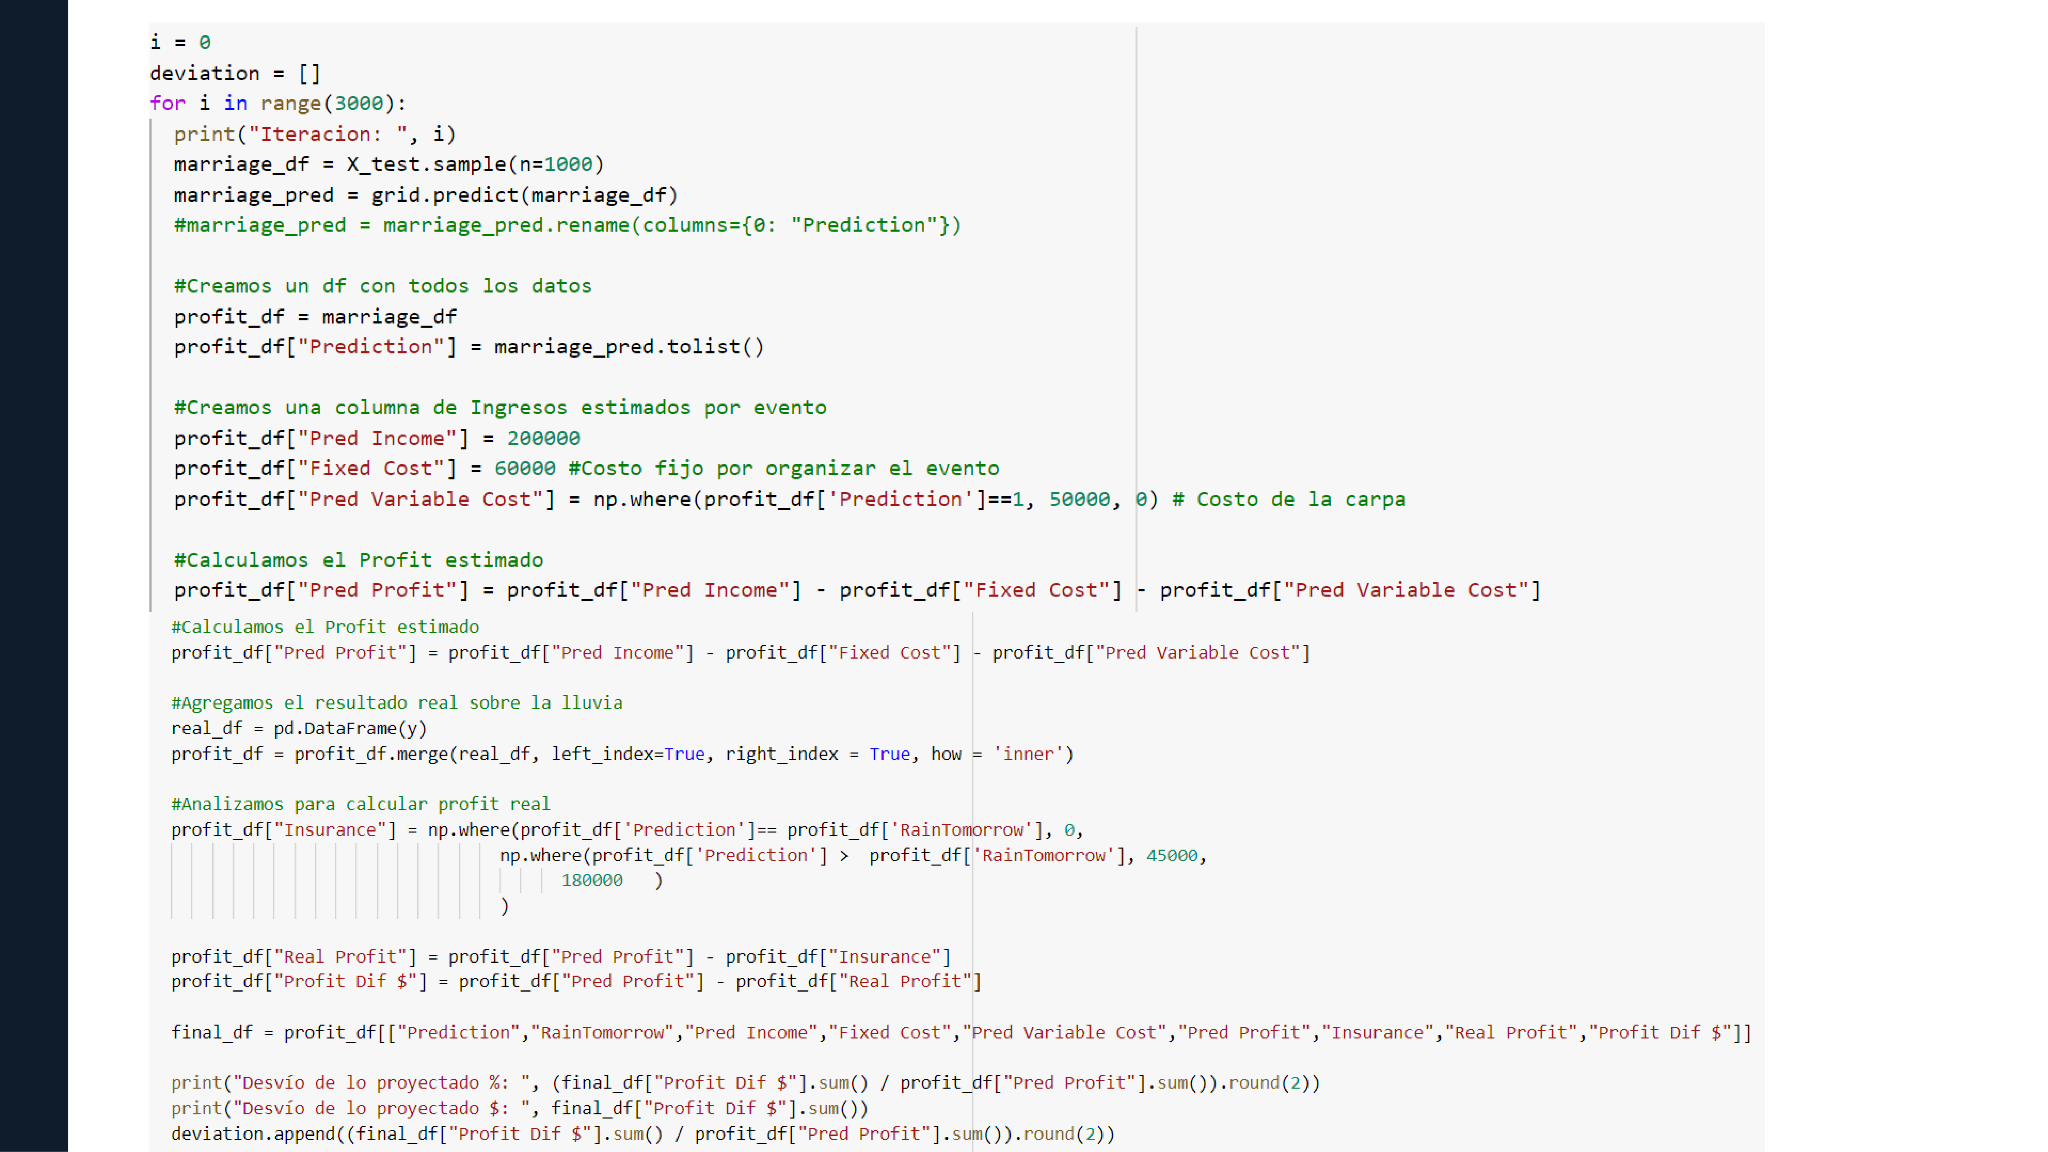 i = 0
deviation = []
for i in range(3000):
print("Iteracion: ", i)
marriage_df = X_test.sample(n=1000)
marriage_pred = grid.predict(marriage_df)
#marriage_pred = marriage_pred.rename(columns={0: "Prediction"})
#Creamos un df con todos los datos
profit_df = marriage_df
profit_df["Prediction"] = marriage_pred.tolist()
#Creamos una columna de Ingresos estimados por evento
profit_df["Pred Income"] = 200000
profit_df["Fixed Cost"] = 60000 #Costo fijo por organizar el evento
profit_df["Pred Variable Cost"] = np.where(profit_df['Prediction']==1, 50000, 0) # Costo de la carpa
#Calculamos el Profit estimado
profit_df["Pred Profit"] = profit_df["Pred Income"] - profit_df["Fixed Cost"] - profit_df["Pred Variable Cost"]
#Calculamos el Profit estimado
profit_df["Pred Profit"] = profit_df["Pred Income"] - profit_df["Fixed Cost"] - profit_df["Pred Variable Cost"]
#Agregamos el resultado real sobre la lluvia
real_df = pd.DataFrame(y)
profit_df = profit_df.merge(real_df, left_index=True, right_index = True, how = 'inner')
#Analizamos para calcular profit real
profit_df["Insurance"] = np.where(profit_df['Prediction']== profit_df['RainTomorrow'], 0,
np.where(profit_df['Prediction'] >  profit_df['RainTomorrow'], 45000,
180000   )
)
profit_df["Real Profit"] = profit_df["Pred Profit"] - profit_df["Insurance"]
profit_df["Profit Dif $"] = profit_df["Pred Profit"] - profit_df["Real Profit"]
final_df = profit_df[["Prediction","RainTomorrow","Pred Income","Fixed Cost","Pred Variable Cost","Pred Profit","Insurance","Real Profit","Profit Dif $"]]
print("Desvío de lo proyectado %: ", (final_df["Profit Dif $"].sum() / profit_df["Pred Profit"].sum()).round(2))
print("Desvío de lo proyectado $: ", final_df["Profit Dif $"].sum())
deviation.append((final_df["Profit Dif $"].sum() / profit_df["Pred Profit"].sum()).round(2))